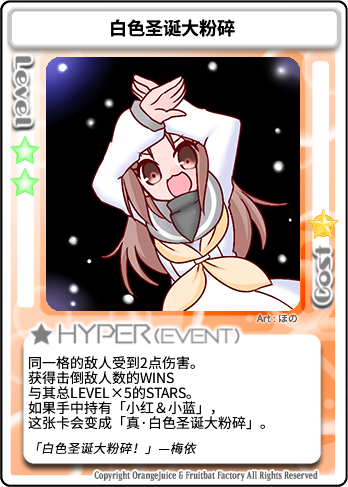 白色圣诞大粉碎
Level
Cost
Art : ほの
HYPER(EVENT)
同一格的敌人受到2点伤害。
获得击倒敌人数的WINS
与其总LEVEL×5的STARS。
如果手中持有「小红＆小蓝」，
这张卡会变成「真·白色圣诞大粉碎」。
「白色圣诞大粉碎！」—梅依
Copyright OrangeJuice & Fruitbat Factory All Rights Reserved